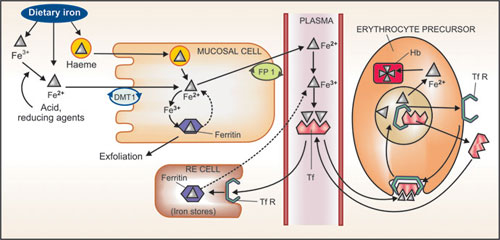 Dietary iron
Fe3+
Haeme
Fe2+
Acid,
reducing agents
DMT1
MUCOSAL CELL
Fe2+
Fe3+
Ferritin
FP 1
Exfoliation
RE CELL
Ferritin
(Iron stores)
Tf R
PLASMA
Fe2+
Fe3+
Tf
ERYTHROCYTE PRECURSOR
Hb
Fe2+
Tf R